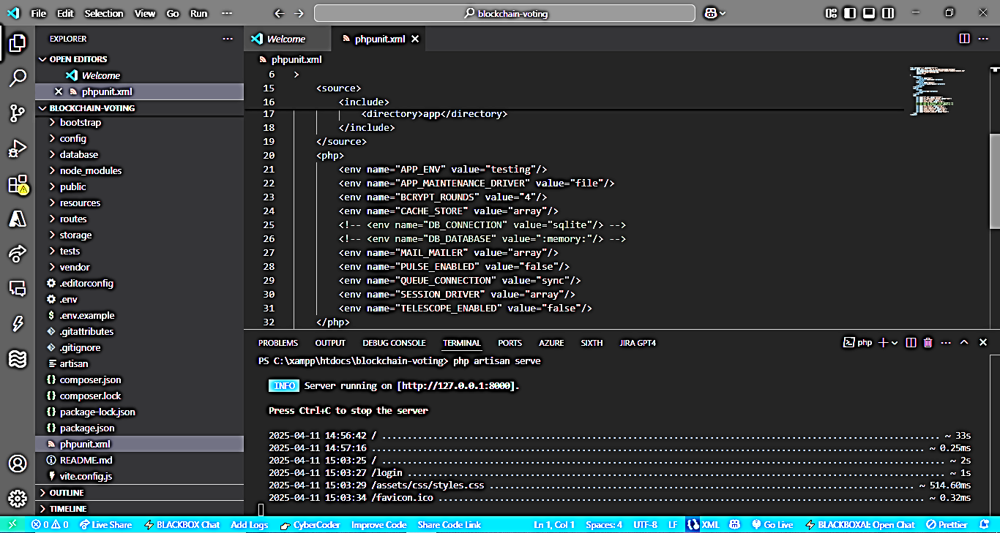 File Edit Selection View Go Run ··· blockchain-voting
EXPLORER ···
OPEN EDITORS
Welcome
phpunit.xml
BLOCKCHAIN-VOTING
bootstrap
config
database
node_modules
public
resources
routes
storage
tests
vendor
.editorconfig
.env
.env.example
.gitattributes
.gitignore
artisan
composer.json
composer.lock
package-lock.json
package.json
phpunit.xml
README.md
vite.config.js
OUTLINE
TIMELINE
Welcome phpunit.xml
phpunit.xml
6 >
15 <source>
16 <include>
17 <directory>app</directory>
18 </include>
19 </source>
20 <php>
21 <env name="APP_ENV" value="testing"/>
22 <env name="APP_MAINTENANCE_DRIVER" value="file"/>
23 <env name="BCRYPT_ROUNDS" value="4"/>
24 <env name="CACHE_STORE" value="array"/>
25 <!-- <env name="DB_CONNECTION" value="sqlite"/> -->
26 <!-- <env name="DB_DATABASE" value=":memory:"/> -->
27 <env name="MAIL_MAILER" value="array"/>
28 <env name="PULSE_ENABLED" value="false"/>
29 <env name="QUEUE_CONNECTION" value="sync"/>
30 <env name="SESSION_DRIVER" value="array"/>
31 <env name="TELESCOPE_ENABLED" value="false"/>
32 </php>
PROBLEMS OUTPUT DEBUG CONSOLE TERMINAL PORTS AZURE SIXTH JIRA GPT4 php
PS C:\xampp\htdocs\blockchain-voting> php artisan serve
INFO Server running on [http://127.0.0.1:8000].
Press Ctrl+C to stop the server
2025-04-11 14:56:42 / ........ ~ 33s
2025-04-11 14:57:16 ........ ~ 0.25ms
2025-04-11 15:03:25 / ........ ~ 2s
2025-04-11 15:03:27 /login ........ ~ 1s
2025-04-11 15:03:29 /assets/css/styles.css ........ ~ 514.60ms
2025-04-11 15:03:34 /favicon.ico ........ ~ 0.32ms
0 0 Live Share BLACKBOX Chat Add Logs CyberCoder Improve Code Share Code Link Ln 1, Col 1 Spaces: 4 UTF-8 LF XML Go Live BLACKBOXAI: Open Chat Prettier